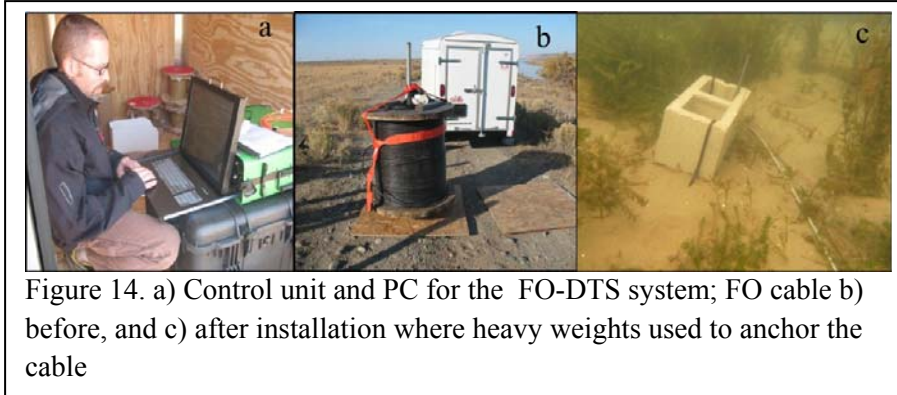 a
b
c
Figure 14. a) Control unit and PC for the FO-DTS system; FO cable b)
before, and c) after installation where heavy weights used to anchor the
cable